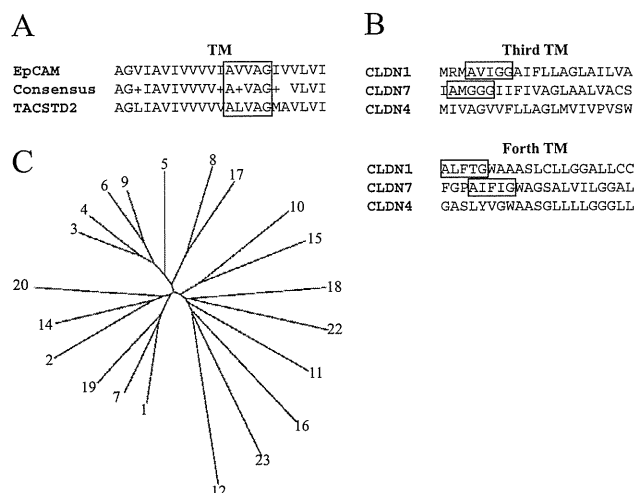 A
TM
EpCAM AGVIAVIVVVVIAVVAGIVVLVI
Consensus AG+IAVIVVVV+A+VAG+ VLVI
TACSTD2 AGLIAVIVVVVALVAGMAVLVI
B
Third TM
CLDN1 MRMAVIGGAIFLLAGLAILVA
CLDN7 IAMGGGIIFIVAGLAALVACS
CLDN4 MIVAGVVFLLAGLMVIVPVSW
Forth TM
CLDN1 ALFTGWAAASLCLLGGALLCC
CLDN7 FGPAIFIGWAGSALVILGGAL
CLDN4 GASLYVGWAASGLLLLGGGLL
C
5
8
9
6
17
4
10
3
15
20
18
14
22
2
11
19
7
1
16
23
12